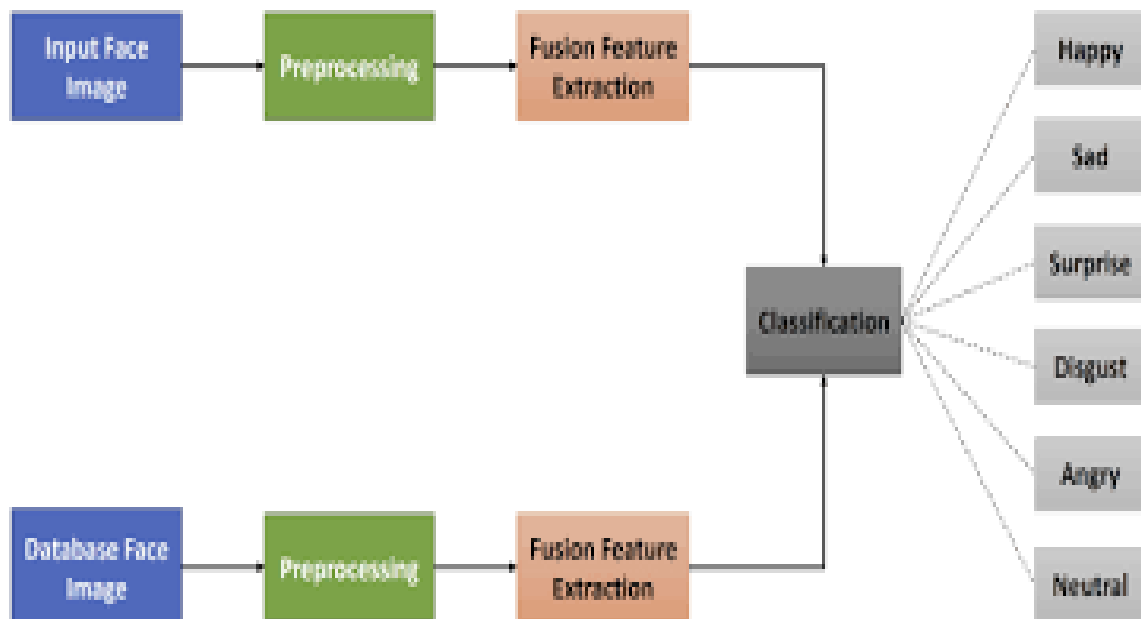 Input Face
Image
Preprocessing
Fusion Feature
Extraction
Happy
Sad
Surprise
Classification
Disgust
Angry
Database Face
Image
Preprocessing
Fusion Feature
Extraction
Neutral